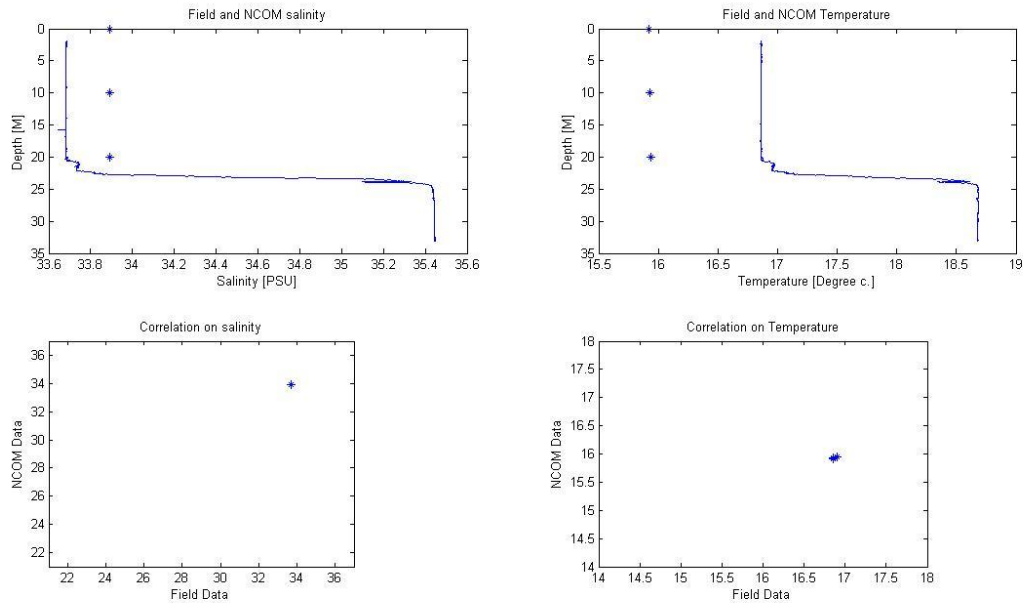 Field and NCOM salinity
0
5
10
15
20
25
30
35
Depth [M]
33.6 33.8 34 34.2 34.4 34.6 34.8 35 35.2 35.4 35.6
Salinity [PSU]
Field and NCOM Temperature
0
5
10
15
20
25
30
35
Depth [M]
15.5 16 16.5 17 17.5 18 18.5 19
Temperature [Degree c.]
Correlation on salinity
36
34
32
30
28
26
24
22
NCOM Data
22 24 26 28 30 32 34 36
Field Data
Correlation on Temperature
18
17.5
17
16.5
16
15.5
15
14.5
14
NCOM Data
14 14.5 15 15.5 16 16.5 17 17.5 18
Field Data